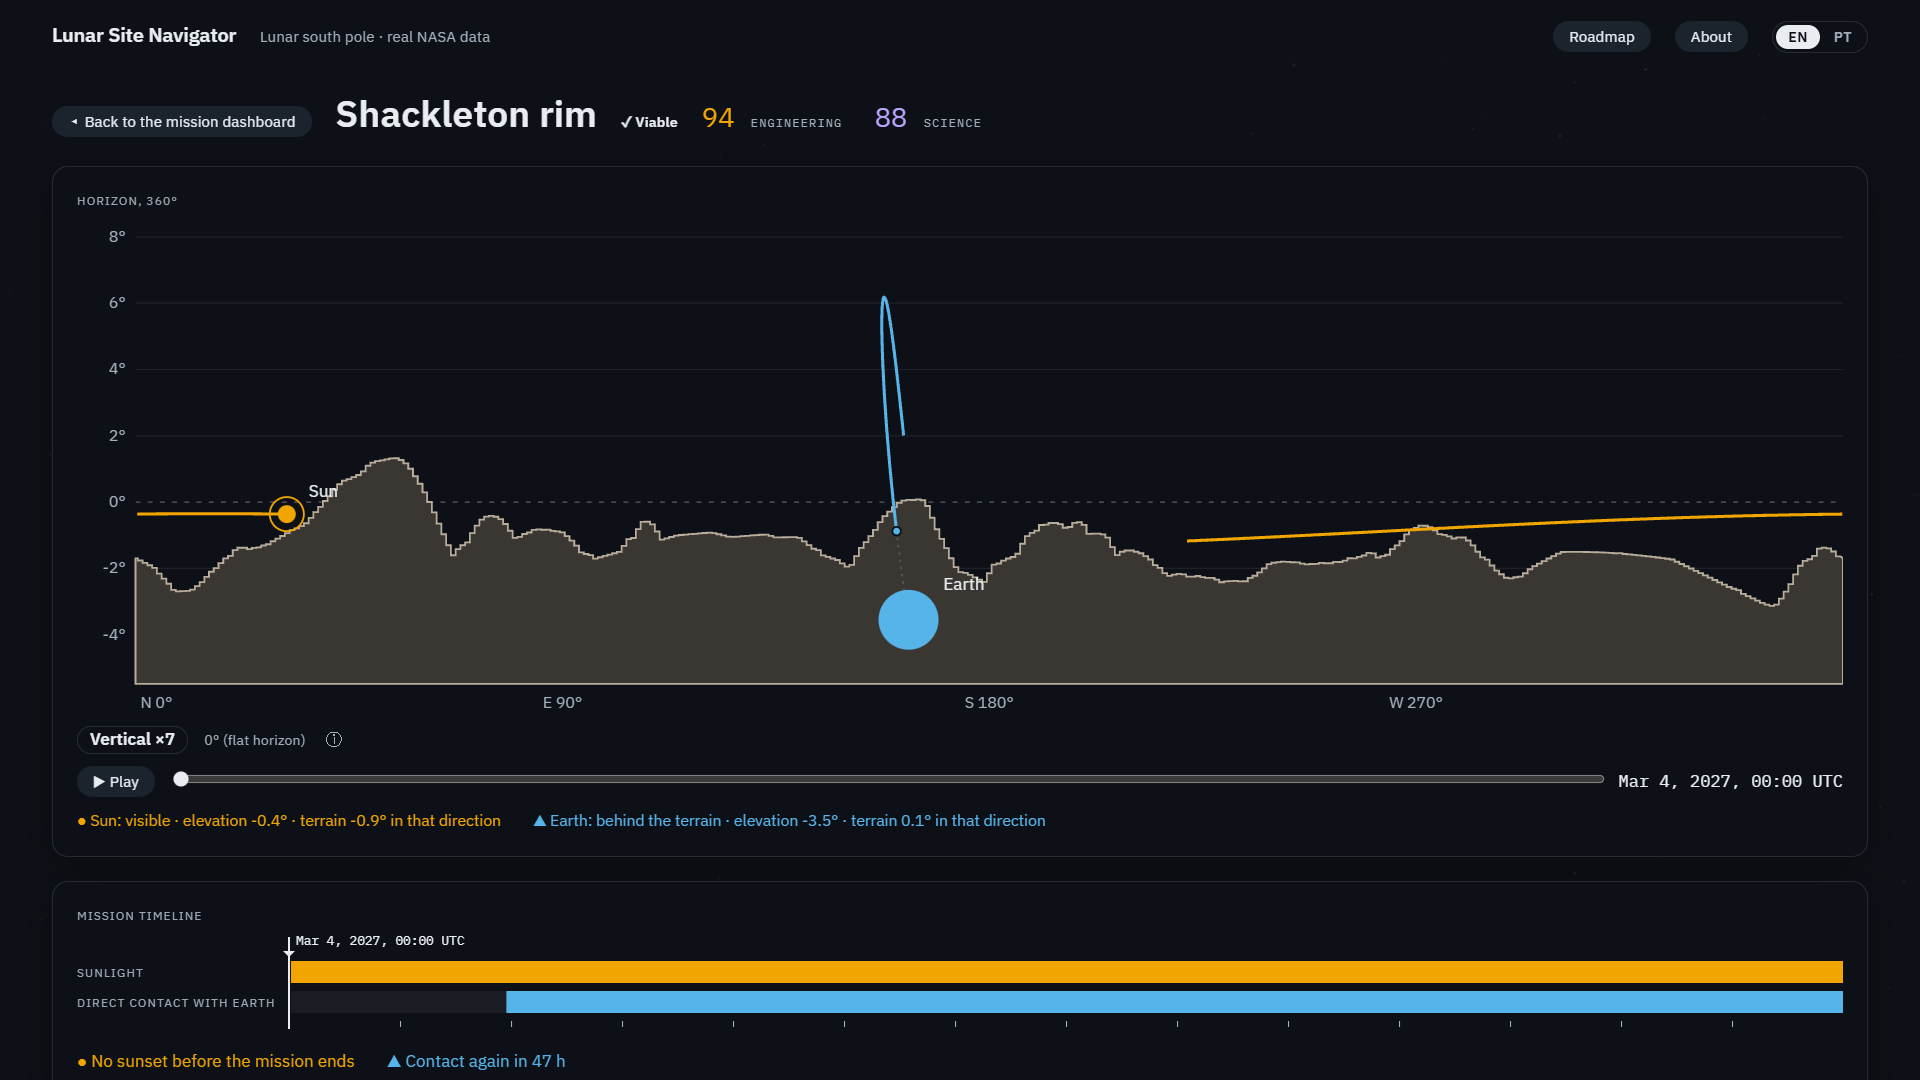 Lunar Site Navigator
Lunar south pole · real NASA data
Roadmap
About
EN
PT
◂ Back to the mission dashboard
Shackleton rim
✓ Viable
94 ENGINEERING
88 SCIENCE
HORIZON, 360°
8°
6°
4°
2°
0°
-2°
-4°
Sun
Earth
N 0°
E 90°
S 180°
W 270°
Vertical ×7
0° (flat horizon)
ⓘ
▶ Play
Mar 4, 2027, 00:00 UTC
● Sun: visible · elevation -0.4° · terrain -0.9° in that direction
▲ Earth: behind the terrain · elevation -3.5° · terrain 0.1° in that direction
MISSION TIMELINE
Mar 4, 2027, 00:00 UTC
SUNLIGHT
DIRECT CONTACT WITH EARTH
● No sunset before the mission ends
▲ Contact again in 47 h